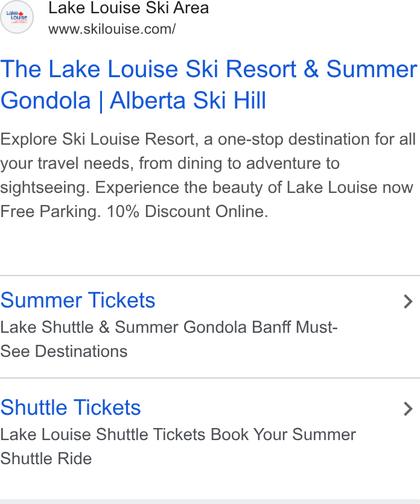 Lake Louise Ski Area
www.skilouise.com/
The Lake Louise Ski Resort & Summer
Gondola | Alberta Ski Hill
Explore Ski Louise Resort, a one-stop destination for all
your travel needs, from dining to adventure to
sightseeing. Experience the beauty of Lake Louise now
Free Parking. 10% Discount Online.
Summer Tickets
Lake Shuttle & Summer Gondola Banff Must-
See Destinations
Shuttle Tickets
Lake Louise Shuttle Tickets Book Your Summer
Shuttle Ride